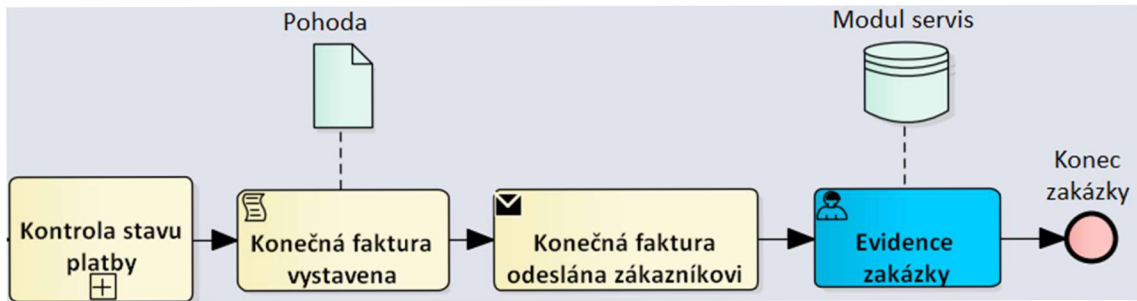 Pohoda
Modul servis
Konec
zakázky
Kontrola stavu
platby
Konečná faktura
vystavena
Konečná faktura
odeslána zákazníkovi
Evidence
zakázky